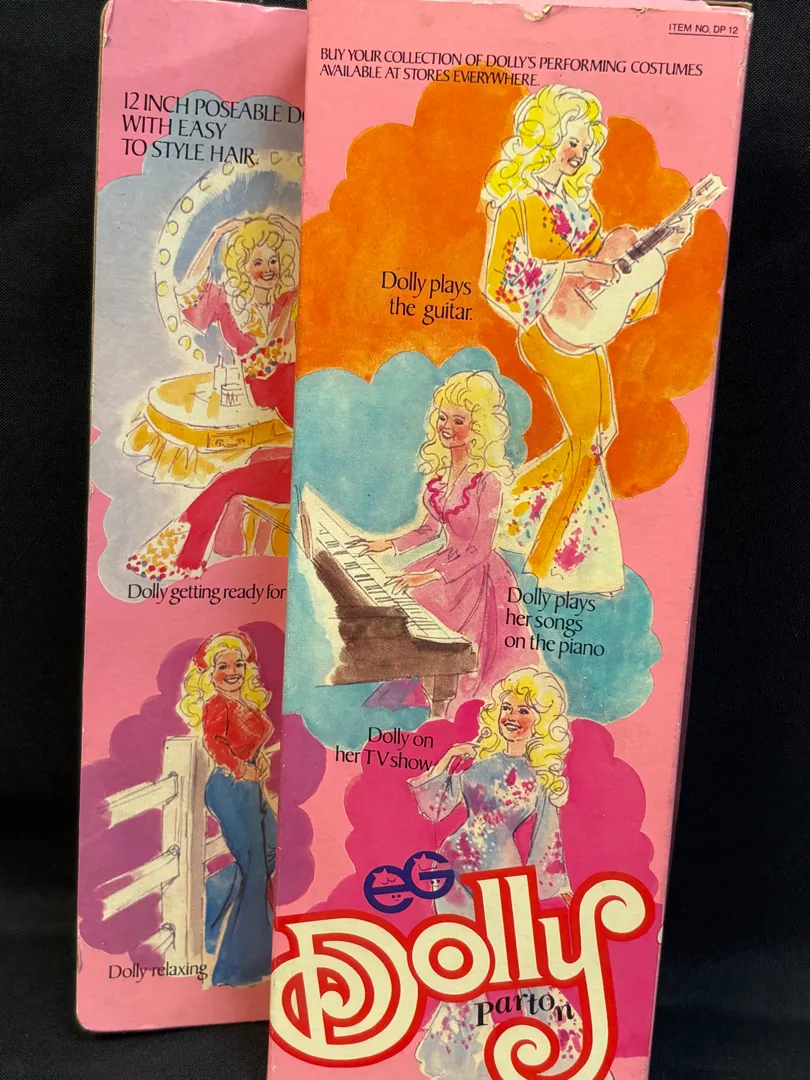 12 INCH POSEABLE
WITH EASY
TO STYLE HAIR.
Dolly getting ready for
Dolly relaxing
ITEM NO. DP 12
BUY YOUR COLLECTION OF DOLLY'S PERFORMING COSTUMES
AVAILABLE AT STORES EVERYWHERE.
Dolly plays
the guitar.
Dolly plays
her songs
on the piano
Dolly on
her TV show
EG
Dolly
parton